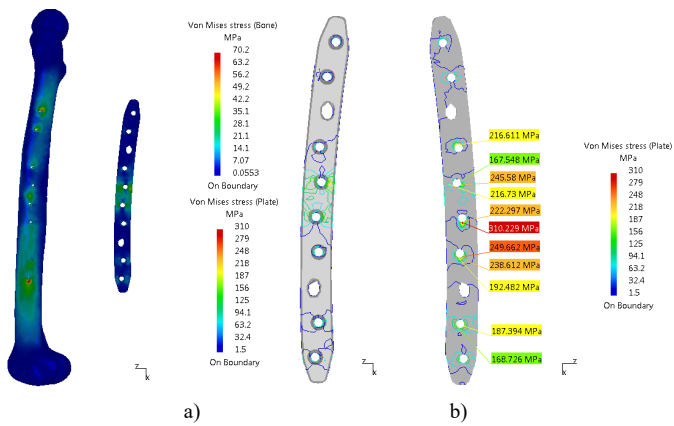 Von Mises stress (Bone)
MPa
70.2
63.2
56.2
49.2
42.2
35.1
28.1
21.1
14.1
7.07
0.0553
On Boundary
Von Mises stress (Plate)
MPa
310
279
248
218
187
156
125
94.1
63.2
32.4
1.5
On Boundary
z
x
z
x
216.611 MPa
167.548 MPa
245.58 MPa
216.73 MPa
222.297 MPa
310.229 MPa
249.662 MPa
238.612 MPa
192.482 MPa
187.394 MPa
168.726 MPa
Von Mises stress (Plate)
MPa
310
279
248
218
187
156
125
94.1
63.2
32.4
1.5
On Boundary
z
x
a)
b)